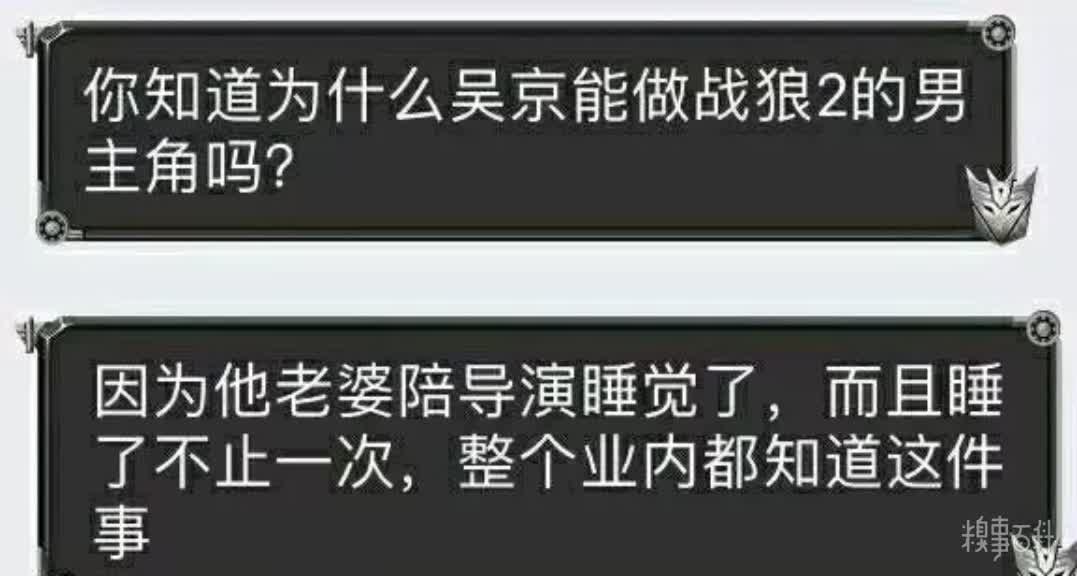 你知道为什么吴京能做战狼2的男
主角吗？
因为他老婆陪导演睡觉了，而且睡
了不止一次，整个业内都知道这件
事
糗事百科